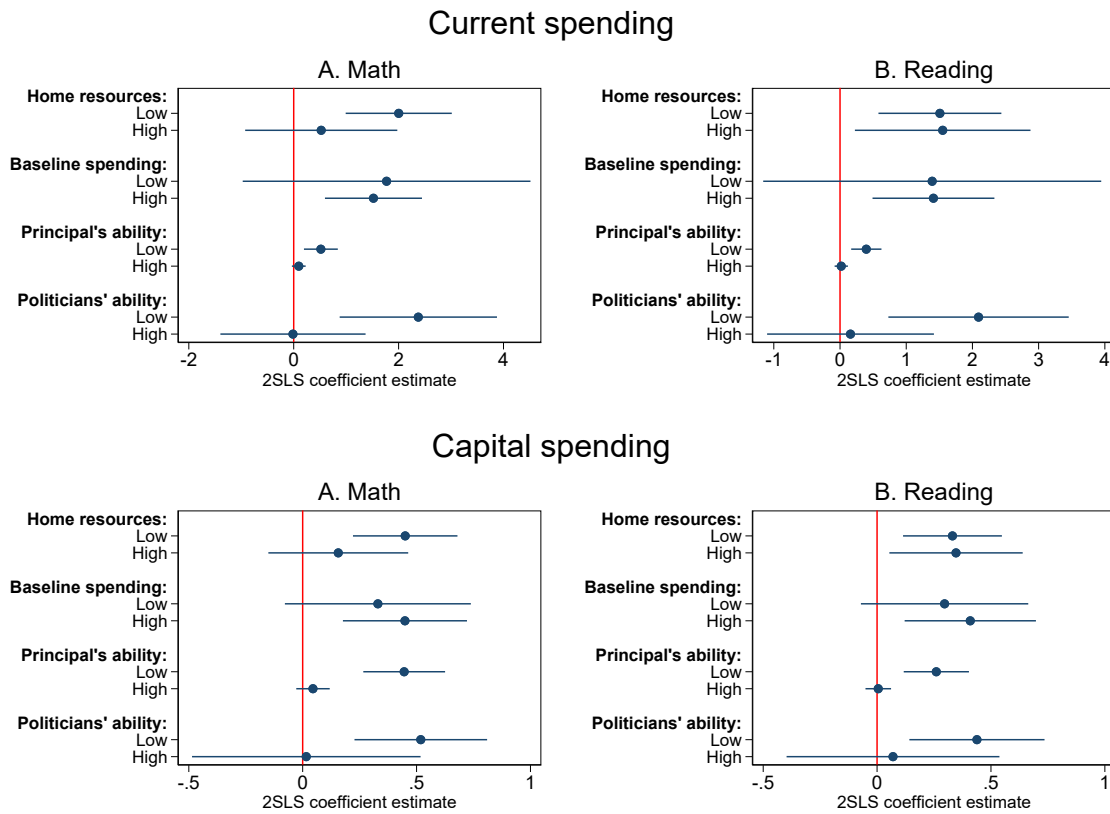 Current spending
A. Math
Home resources:
Low
High
Baseline spending:
Low
High
Principal's ability:
Low
High
Politicians' ability:
Low
High
-2 0 2 4
2SLS coefficient estimate
B. Reading
Home resources:
Low
High
Baseline spending:
Low
High
Principal's ability:
Low
High
Politicians' ability:
Low
High
-1 0 1 2 3 4
2SLS coefficient estimate
Capital spending
A. Math
Home resources:
Low
High
Baseline spending:
Low
High
Principal's ability:
Low
High
Politicians' ability:
Low
High
-.5 0 .5 1
2SLS coefficient estimate
B. Reading
Home resources:
Low
High
Baseline spending:
Low
High
Principal's ability:
Low
High
Politicians' ability:
Low
High
-.5 0 .5 1
2SLS coefficient estimate